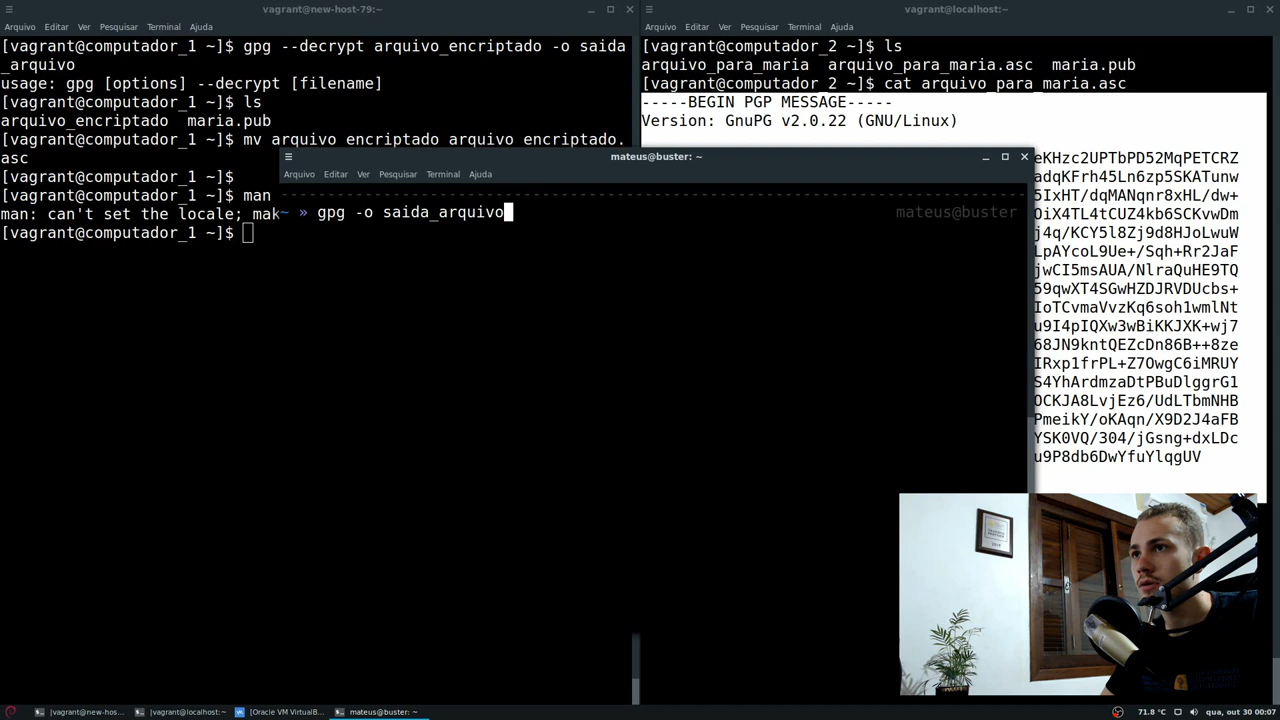 vagrant@new-host-79:~
Arquivo Editar Ver Pesquisar Terminal Ajuda
[vagrant@computador_1 ~]$ gpg --decrypt arquivo_encriptado -o saida
_arquivo
usage: gpg [options] --decrypt [filename]
[vagrant@computador_1 ~]$ ls
arquivo_encriptado maria.pub
[vagrant@computador_1 ~]$ mv arquivo_encriptado arquivo_encriptado.
asc
[vagrant@computador_1 ~]$
[vagrant@computador_1 ~]$ man
man: can't set the locale; mak
[vagrant@computador_1 ~]$
vagrant@localhost:~
Arquivo Editar Ver Pesquisar Terminal Ajuda
[vagrant@computador_2 ~]$ ls
arquivo_para_maria arquivo_para_maria.asc maria.pub
[vagrant@computador_2 ~]$ cat arquivo_para_maria.asc
-----BEGIN PGP MESSAGE-----
Version: GnuPG v2.0.22 (GNU/Linux)
eKHzc2UPTbPD52MqPETCRZ
adqKFrh45Ln6zp5SKATunw
5IxHT/dqMANqnr8xHL/dw+
OiX4TL4tCUZ4kb6SCKvwDm
j4q/KCY5l8Zj9d8HJoLwuW
LpAYcoL9Ue+/Sqh+Rr2JaF
jwCI5msAUA/NlraQuHE9TQ
59qwXT4SGwHZDJRVDUcbs+
IoTCvmaVvzKq6soh1wmlNt
u9I4pIQXw3wBiKKJXK+wj7
68JN9kntQEZcDn86B++8ze
IRxp1frPL+Z7OwgC6iMRUY
S4YhArdmzaDtPBuDlggrG1
OCKJA8LvjEz6/UdLTbmNHB
PmeikY/oKAqn/X9D2J4aFB
YSK0VQ/304/jGsng+dxLDc
u9P8db6DwYfuYlqgUV
mateus@buster: ~
Arquivo Editar Ver Pesquisar Terminal Ajuda
~ » gpg -o saida_arquivo mateus@buster
[vagrant@new-hos... [vagrant@localhost:~ [Oracle VM VirtualB... mateus@buster: ~ 71.8 °C qua, out 30 00:07